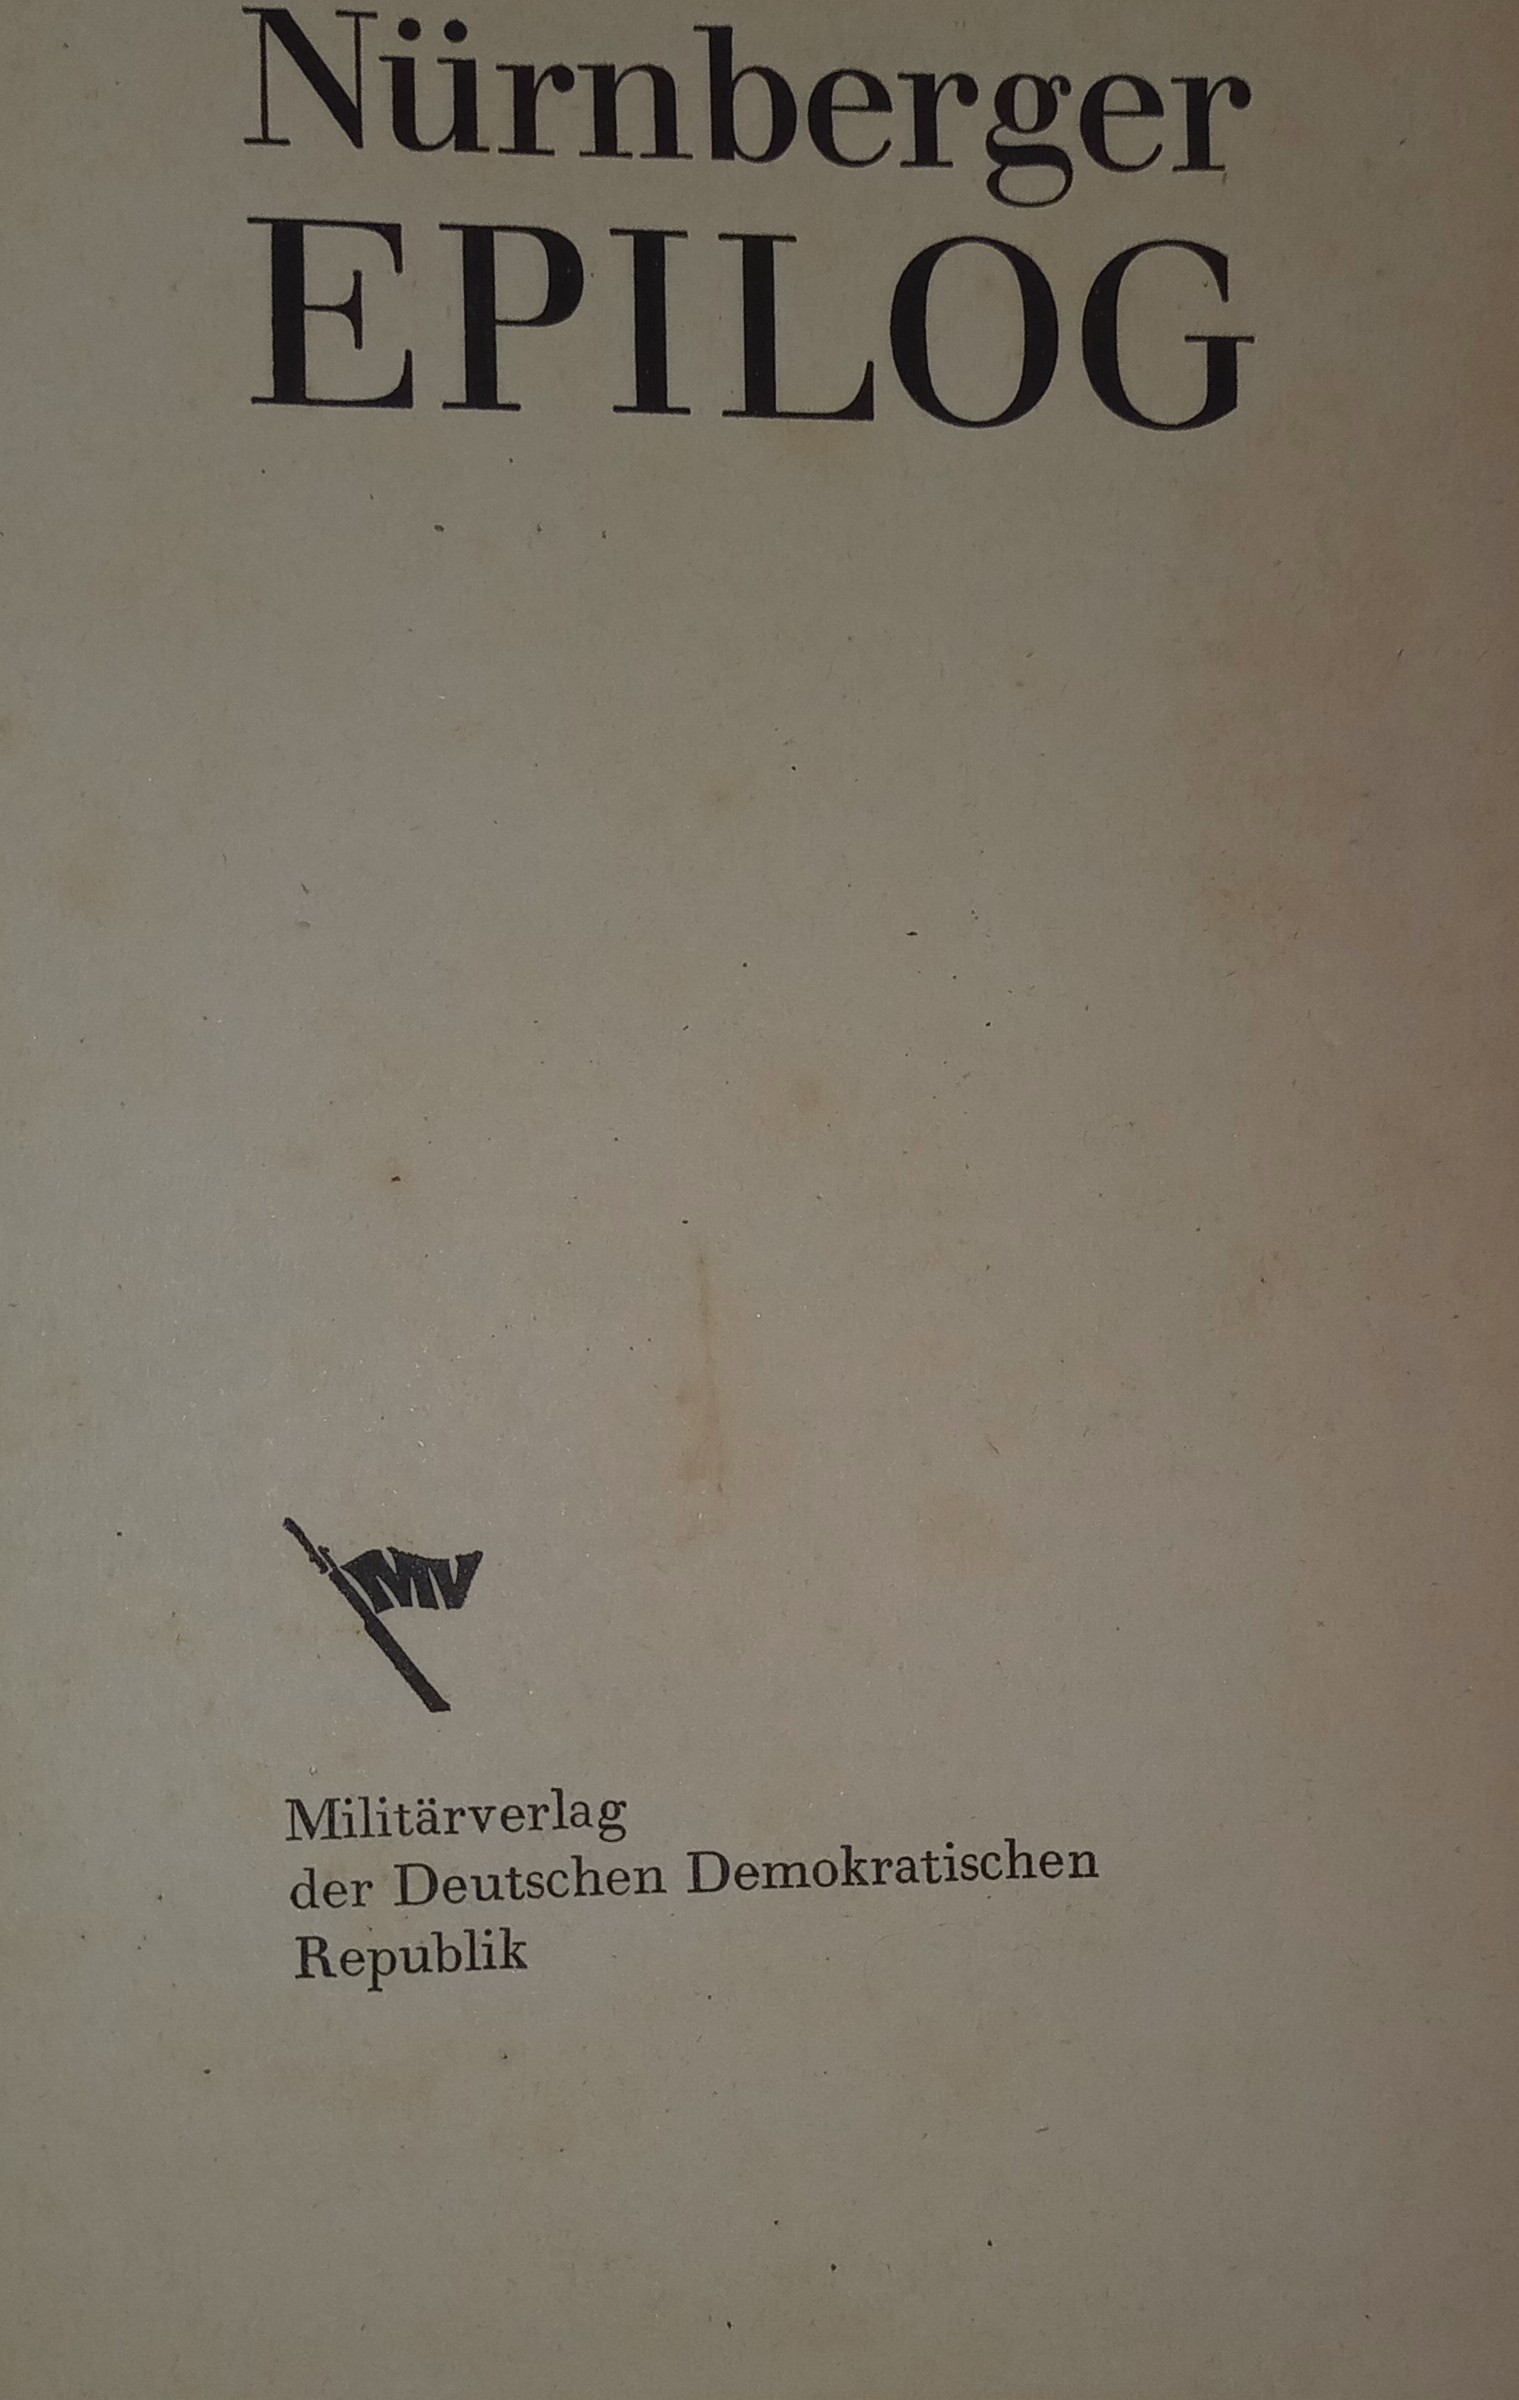 Nürnberger
EPILOG
MV
Militärverlag
der Deutschen Demokratischen
Republik